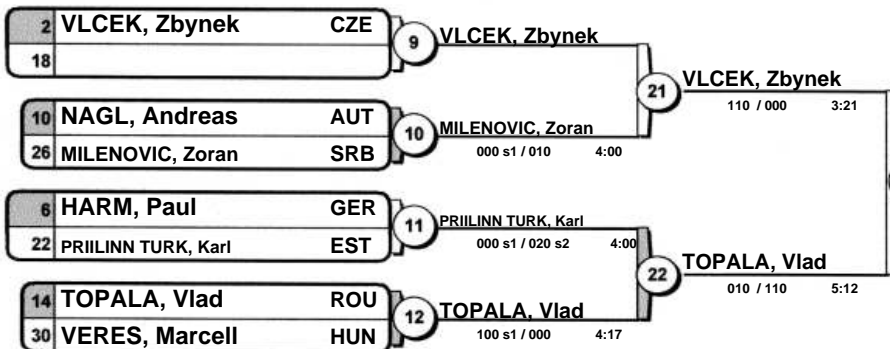 2 VLCEK, Zbynek CZE
18
9
VLCEK, Zbynek
10 NAGL, Andreas AUT
26 MILENOVIC, Zoran SRB
10
MILENOVIC, Zoran
000 s1 / 010 4:00
21
VLCEK, Zbynek
110 / 000 3:21
6 HARM, Paul GER
22 PRIILINN TURK, Karl EST
11
PRIILINN TURK, Karl
000 s1 / 020 s2 4:00
14 TOPALA, Vlad ROU
30 VERES, Marcell HUN
12
TOPALA, Vlad
100 s1 / 000 4:17
22
TOPALA, Vlad
010 / 110 5:12